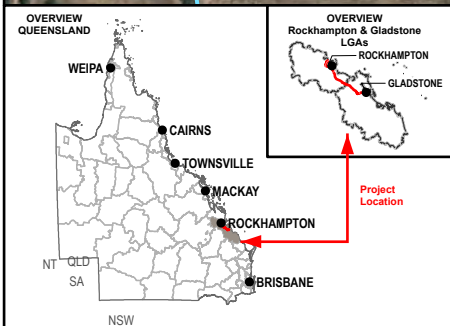 OVERVIEW
QUEENSLAND
WEIPA
CAIRNS
TOWNSVILLE
MACKAY
ROCKHAMPTON
BRISBANE
NT
QLD
SA
NSW
OVERVIEW
Rockhampton & Gladstone
LGAs
ROCKHAMPTON
GLADSTONE
Project
Location